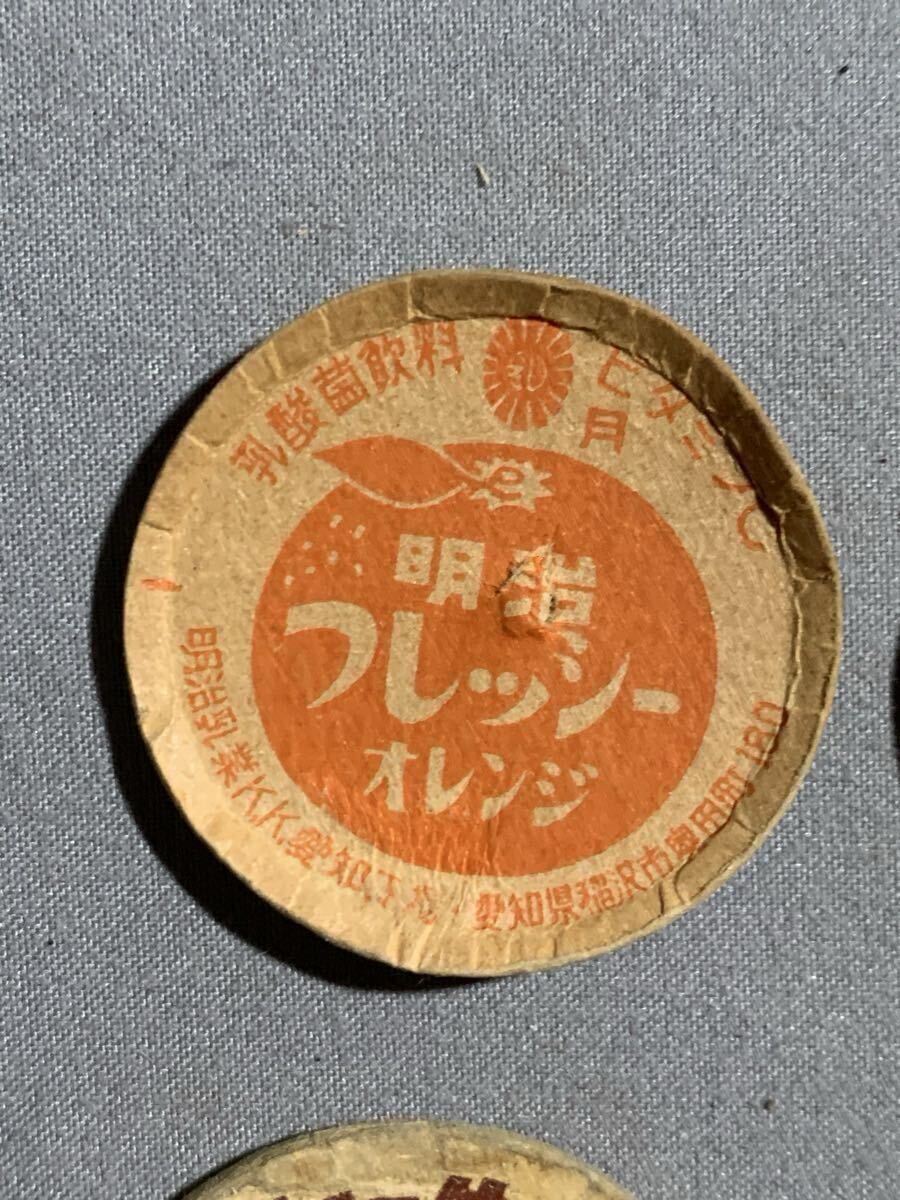 乳酸菌飲料
ビタミンC
月
明治
フレッシー
オレンジ
明治乳業KK愛知工場・愛知県稲沢市奥田町180